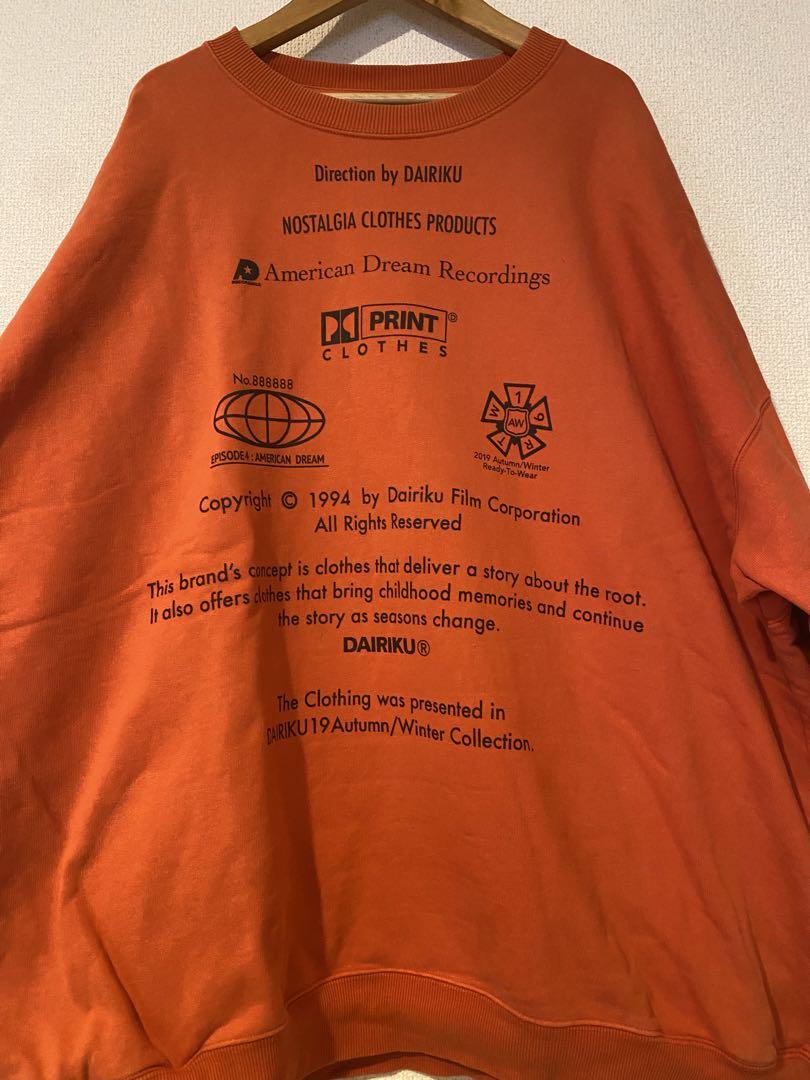 Direction by DAIRIKU
NOSTALGIA CLOTHES PRODUCTS
American Dream Recordings
PRINT
CLOTHES
No.888888
EPISODE4 : AMERICAN DREAM
W 1 9 R T
AW
2019 Autumn/Winter
Ready-To-Wear
Copyright © 1994 by Dairiku Film Corporation
All Rights Reserved
This brand's concept is clothes that deliver a story about the root.
It also offers clothes that bring childhood memories and continue
the story as seasons change.
DAIRIKU®
The Clothing was presented in
DAIRIKU19Autumn/Winter Collection.